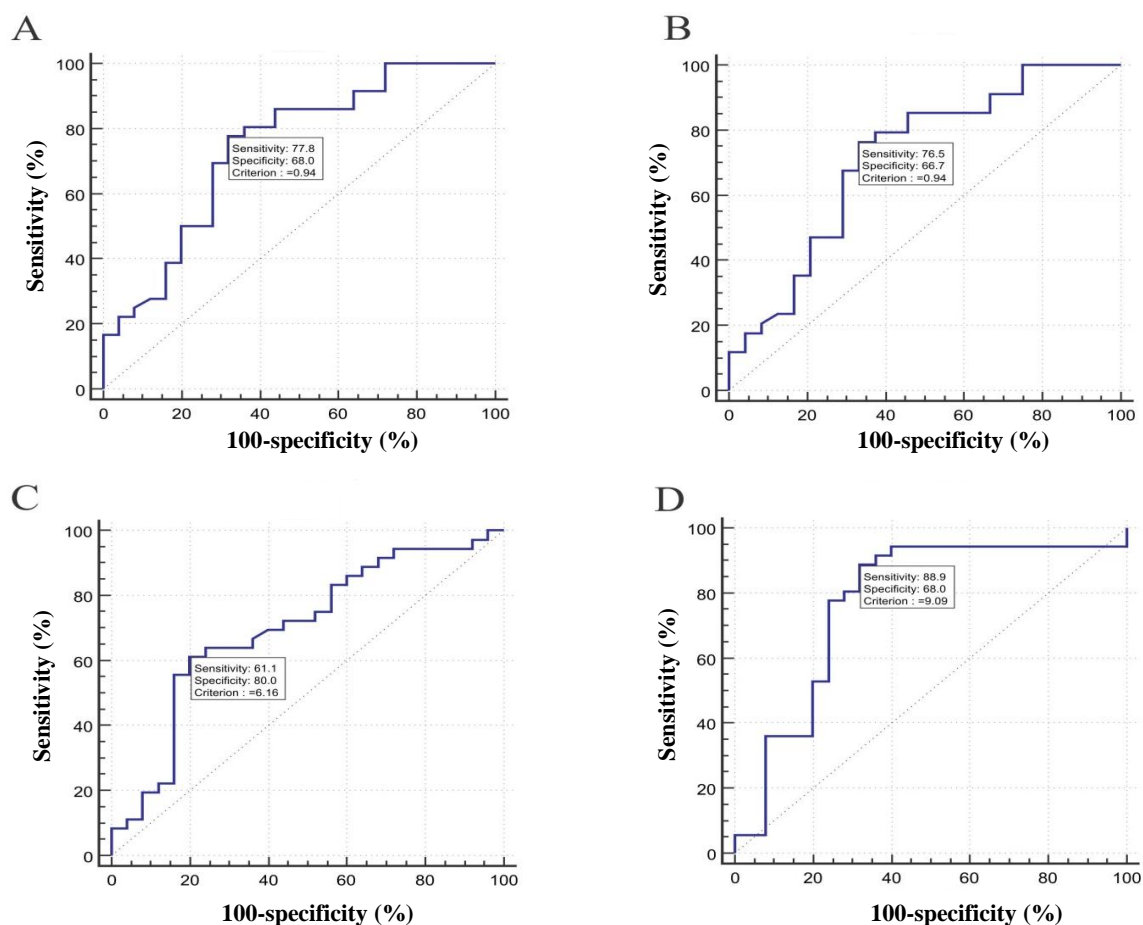 A
Sensitivity (%)
100
80
60
40
20
0
Sensitivity: 77.8
Specificity: 68.0
Criterion : =0.94
0 20 40 60 80 100
100-specificity (%)
B
Sensitivity (%)
100
80
60
40
20
0
Sensitivity: 76.5
Specificity: 66.7
Criterion : =0.94
0 20 40 60 80 100
100-specificity (%)
C
Sensitivity (%)
100
80
60
40
20
0
Sensitivity: 61.1
Specificity: 80.0
Criterion : =6.16
0 20 40 60 80 100
100-specificity (%)
D
Sensitivity (%)
100
80
60
40
20
0
Sensitivity: 88.9
Specificity: 68.0
Criterion : =9.09
0 20 40 60 80 100
100-specificity (%)